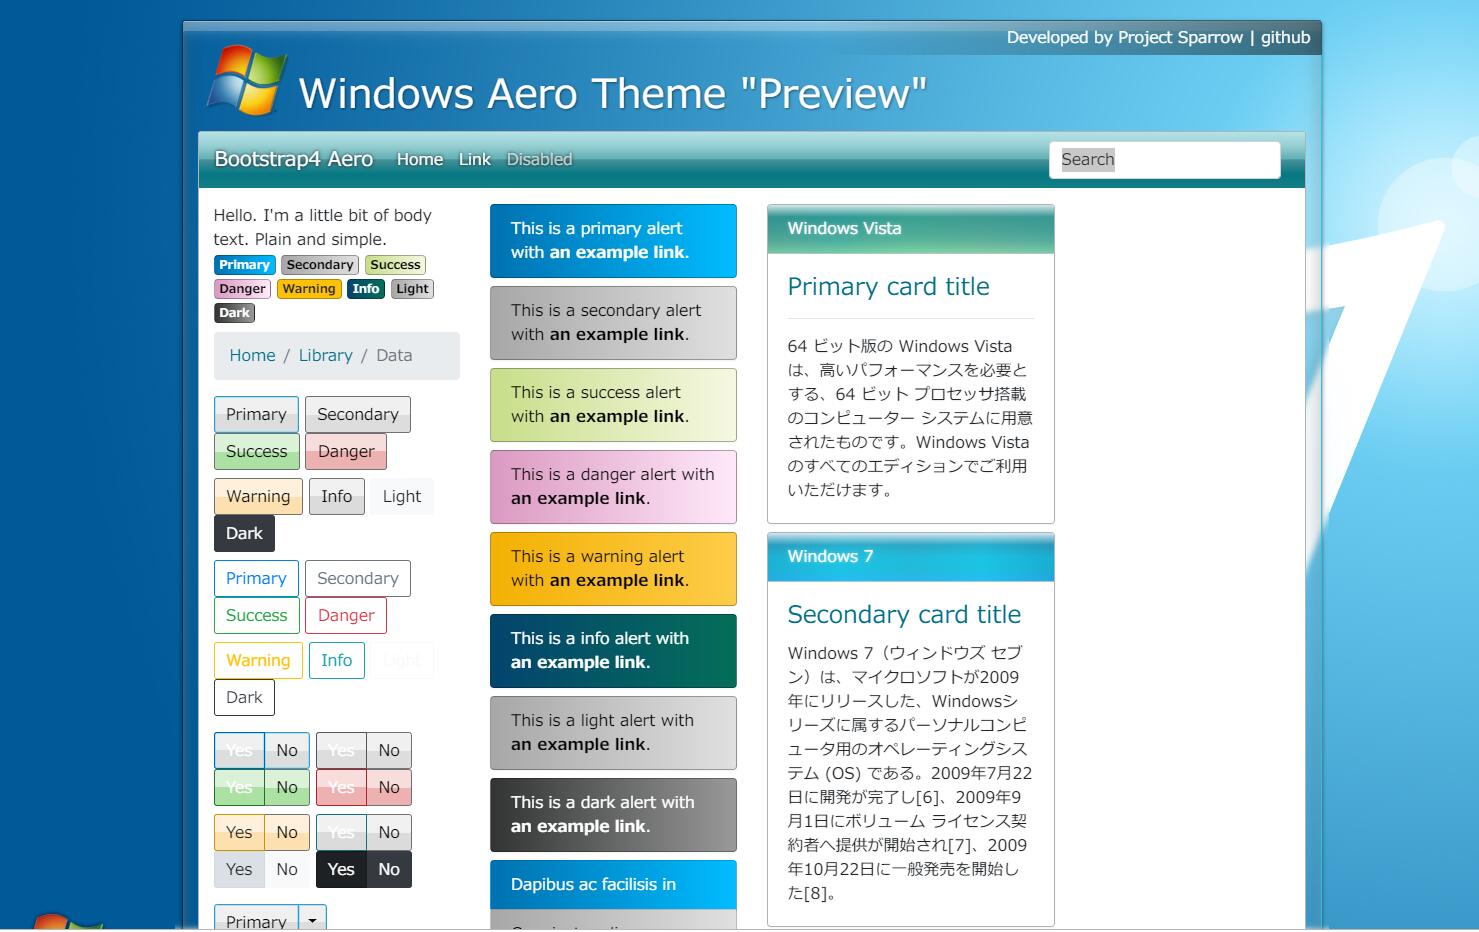 Developed by Project Sparrow | github
Windows Aero Theme "Preview"
Bootstrap4 Aero Home Link Disabled
Search
Hello. I'm a little bit of body
text. Plain and simple.
Primary Secondary Success
Danger Warning Info Light
Dark
Home / Library / Data
Primary Secondary
Success Danger
Warning Info Light
Dark
Primary Secondary
Success Danger
Warning Info Light
Dark
Yes No Yes No
Yes No Yes No
Yes No Yes No
Yes No Yes No
Primary
This is a primary alert
with an example link.
This is a secondary alert
with an example link.
This is a success alert
with an example link.
This is a danger alert with
an example link.
This is a warning alert
with an example link.
This is a info alert with
an example link.
This is a light alert with
an example link.
This is a dark alert with
an example link.
Dapibus ac facilisis in
Windows Vista
Primary card title
64 ビット版の Windows Vista
は、高いパフォーマンスを必要と
する、64 ビット プロセッサ搭載
のコンピューター システムに用意
されたものです。Windows Vista
のすべてのエディションでご利用
いただけます。
Windows 7
Secondary card title
Windows 7（ウィンドウズ セブ
ン）は、マイクロソフトが2009
年にリリースした、Windowsシ
リーズに属するパーソナルコンピ
ュータ用のオペレーティングシス
テム (OS) である。2009年7月22
日に開発が完了し[6]、2009年9
月1日にボリューム ライセンス契
約者へ提供が開始され[7]、2009
年10月22日に一般発売を開始し
た[8]。